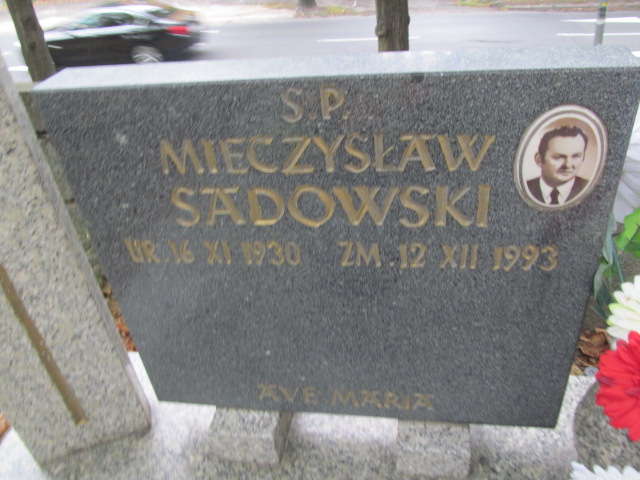 Ś.P.
MIECZYSŁAW
SADOWSKI
UR. 16 XI 1930 ZM. 12 XII 1993
AVE MARIA